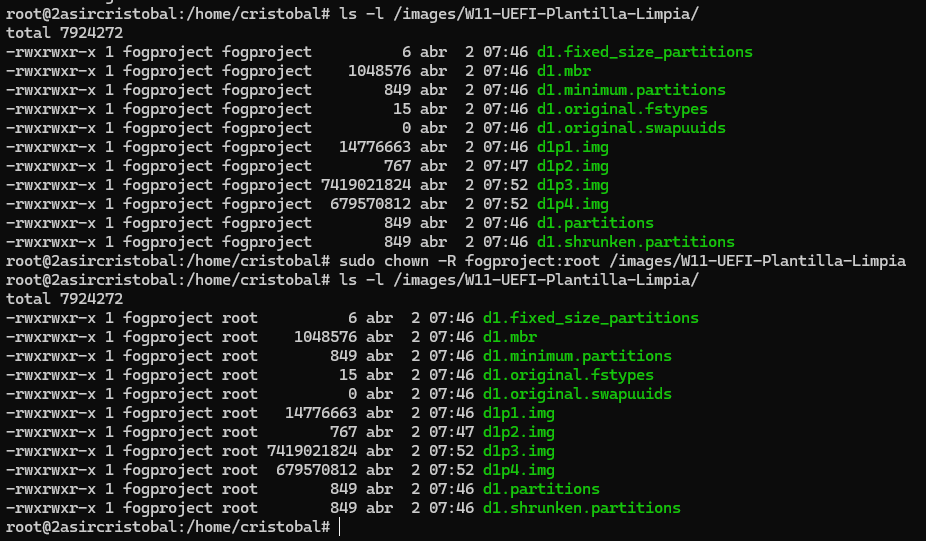 root@2asircristobal:/home/cristobal# ls -l /images/W11-UEFI-Plantilla-Limpia/
total 7924272
-rwxrwxr-x 1 fogproject fogproject          6 abr  2 07:46 d1.fixed_size_partitions
-rwxrwxr-x 1 fogproject fogproject    1048576 abr  2 07:46 d1.mbr
-rwxrwxr-x 1 fogproject fogproject        849 abr  2 07:46 d1.minimum.partitions
-rwxrwxr-x 1 fogproject fogproject         15 abr  2 07:46 d1.original.fstypes
-rwxrwxr-x 1 fogproject fogproject          0 abr  2 07:46 d1.original.swapuuids
-rwxrwxr-x 1 fogproject fogproject   14776663 abr  2 07:46 d1p1.img
-rwxrwxr-x 1 fogproject fogproject        767 abr  2 07:47 d1p2.img
-rwxrwxr-x 1 fogproject fogproject 7419021824 abr  2 07:52 d1p3.img
-rwxrwxr-x 1 fogproject fogproject  679570812 abr  2 07:52 d1p4.img
-rwxrwxr-x 1 fogproject fogproject        849 abr  2 07:46 d1.partitions
-rwxrwxr-x 1 fogproject fogproject        849 abr  2 07:46 d1.shrunken.partitions
root@2asircristobal:/home/cristobal# sudo chown -R fogproject:root /images/W11-UEFI-Plantilla-Limpia
root@2asircristobal:/home/cristobal# ls -l /images/W11-UEFI-Plantilla-Limpia/
total 7924272
-rwxrwxr-x 1 fogproject root          6 abr  2 07:46 d1.fixed_size_partitions
-rwxrwxr-x 1 fogproject root    1048576 abr  2 07:46 d1.mbr
-rwxrwxr-x 1 fogproject root        849 abr  2 07:46 d1.minimum.partitions
-rwxrwxr-x 1 fogproject root         15 abr  2 07:46 d1.original.fstypes
-rwxrwxr-x 1 fogproject root          0 abr  2 07:46 d1.original.swapuuids
-rwxrwxr-x 1 fogproject root   14776663 abr  2 07:46 d1p1.img
-rwxrwxr-x 1 fogproject root        767 abr  2 07:47 d1p2.img
-rwxrwxr-x 1 fogproject root 7419021824 abr  2 07:52 d1p3.img
-rwxrwxr-x 1 fogproject root  679570812 abr  2 07:52 d1p4.img
-rwxrwxr-x 1 fogproject root        849 abr  2 07:46 d1.partitions
-rwxrwxr-x 1 fogproject root        849 abr  2 07:46 d1.shrunken.partitions
root@2asircristobal:/home/cristobal#